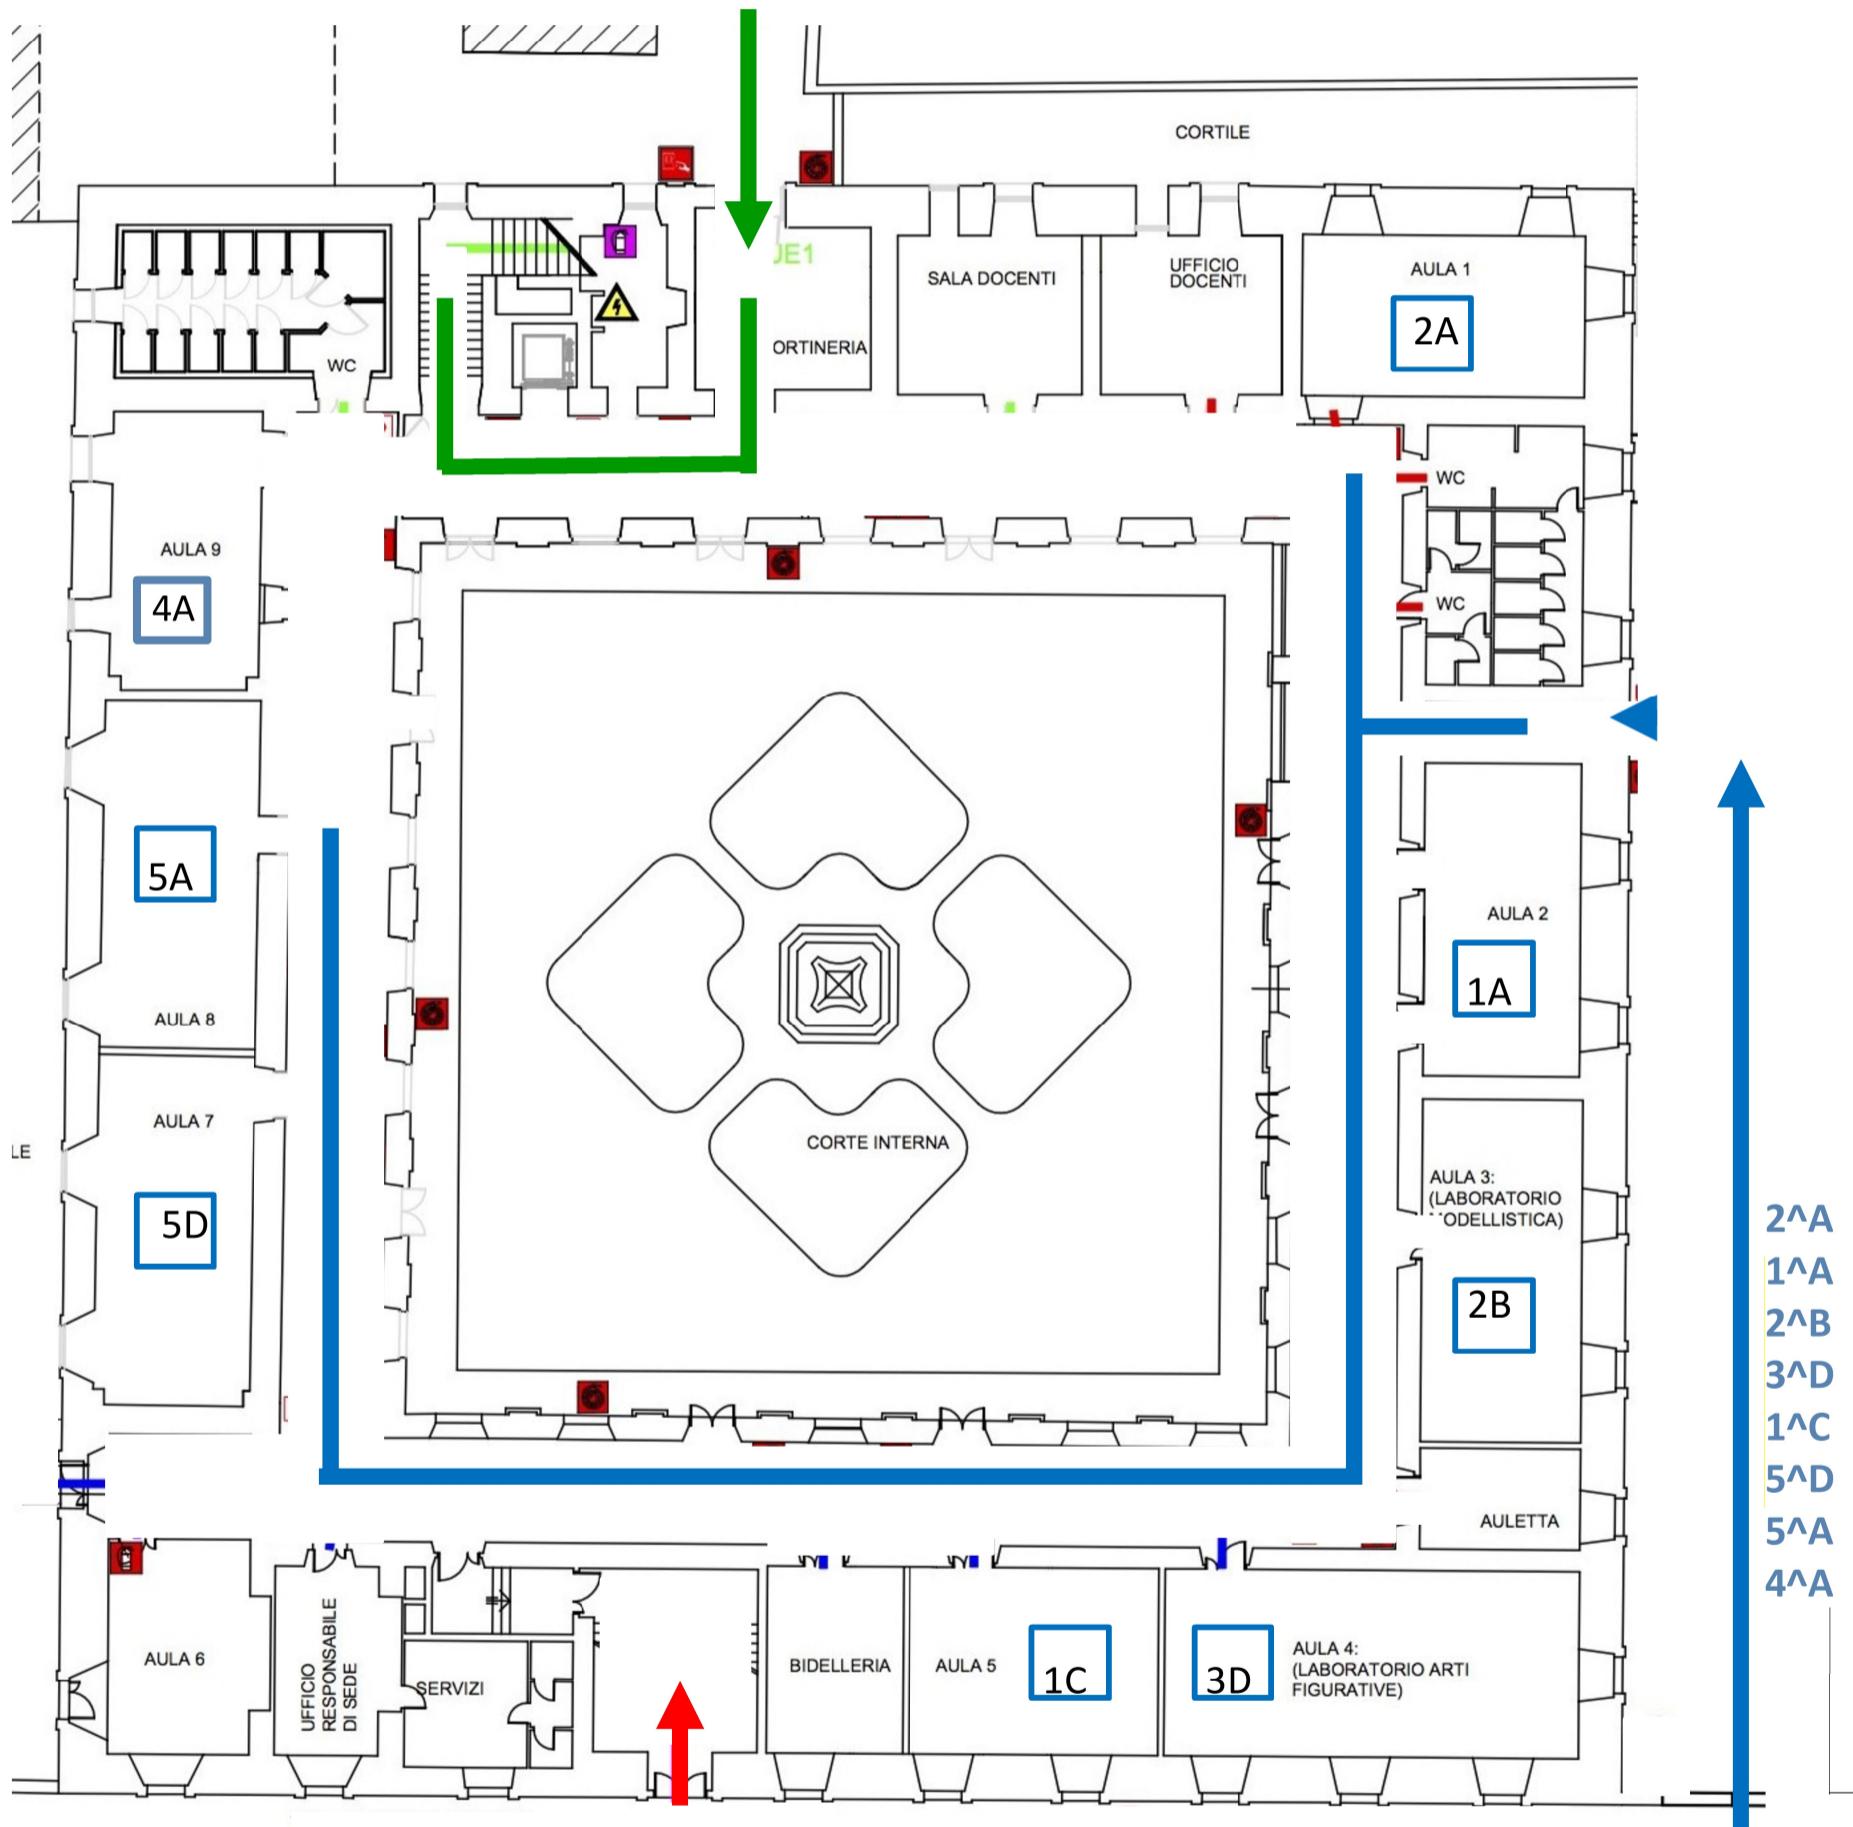 CORTILE
JE1
SALA DOCENTI
UFFICIO
DOCENTI
AULA 1
2A
ORTINERIA
WC
WC
AULA 9
4A
WC
5A
AULA 8
AULA 2
1A
AULA 7
LE
CORTE INTERNA
5D
AULA 3:
(LABORATORIO
ODELLISTICA)
2B
2^A
1^A
2^B
3^D
1^C
5^D
5^A
4^A
AULETTA
AULA 6
UFFICIO
RESPONSABILE
DI SEDE
SERVIZI
BIDELLERIA
AULA 5
1C
3D
AULA 4:
(LABORATORIO ARTI
FIGURATIVE)